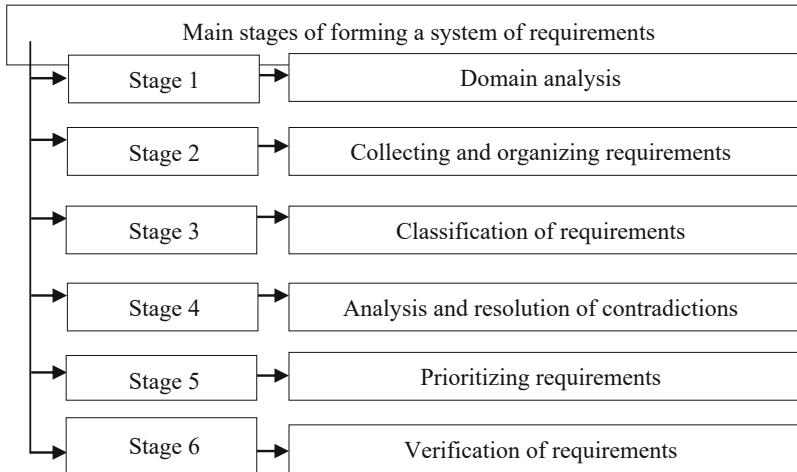 Main stages of forming a system of requirements
Stage 1
Domain analysis
Stage 2
Collecting and organizing requirements
Stage 3
Classification of requirements
Stage 4
Analysis and resolution of contradictions
Stage 5
Prioritizing requirements
Stage 6
Verification of requirements